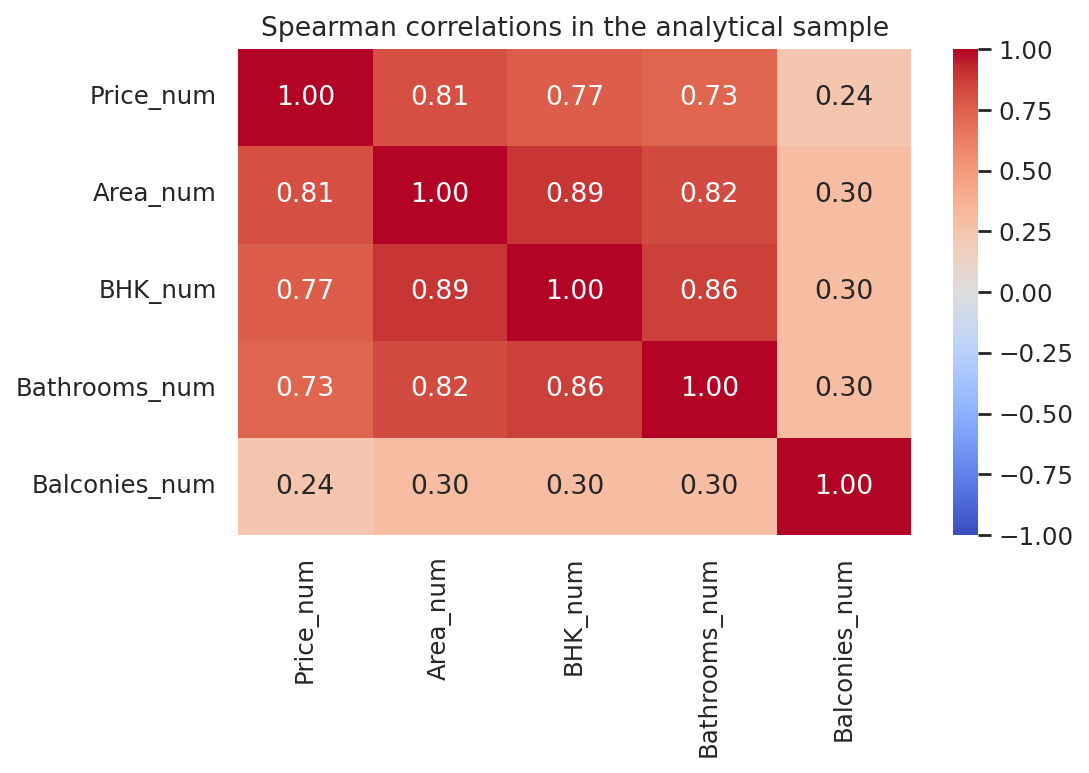 Spearman correlations in the analytical sample
Price_num 1.00 0.81 0.77 0.73 0.24
Area_num 0.81 1.00 0.89 0.82 0.30
BHK_num 0.77 0.89 1.00 0.86 0.30
Bathrooms_num 0.73 0.82 0.86 1.00 0.30
Balconies_num 0.24 0.30 0.30 0.30 1.00
Price_num
Area_num
BHK_num
Bathrooms_num
Balconies_num
1.00
0.75
0.50
0.25
0.00
−0.25
−0.50
−0.75
−1.00